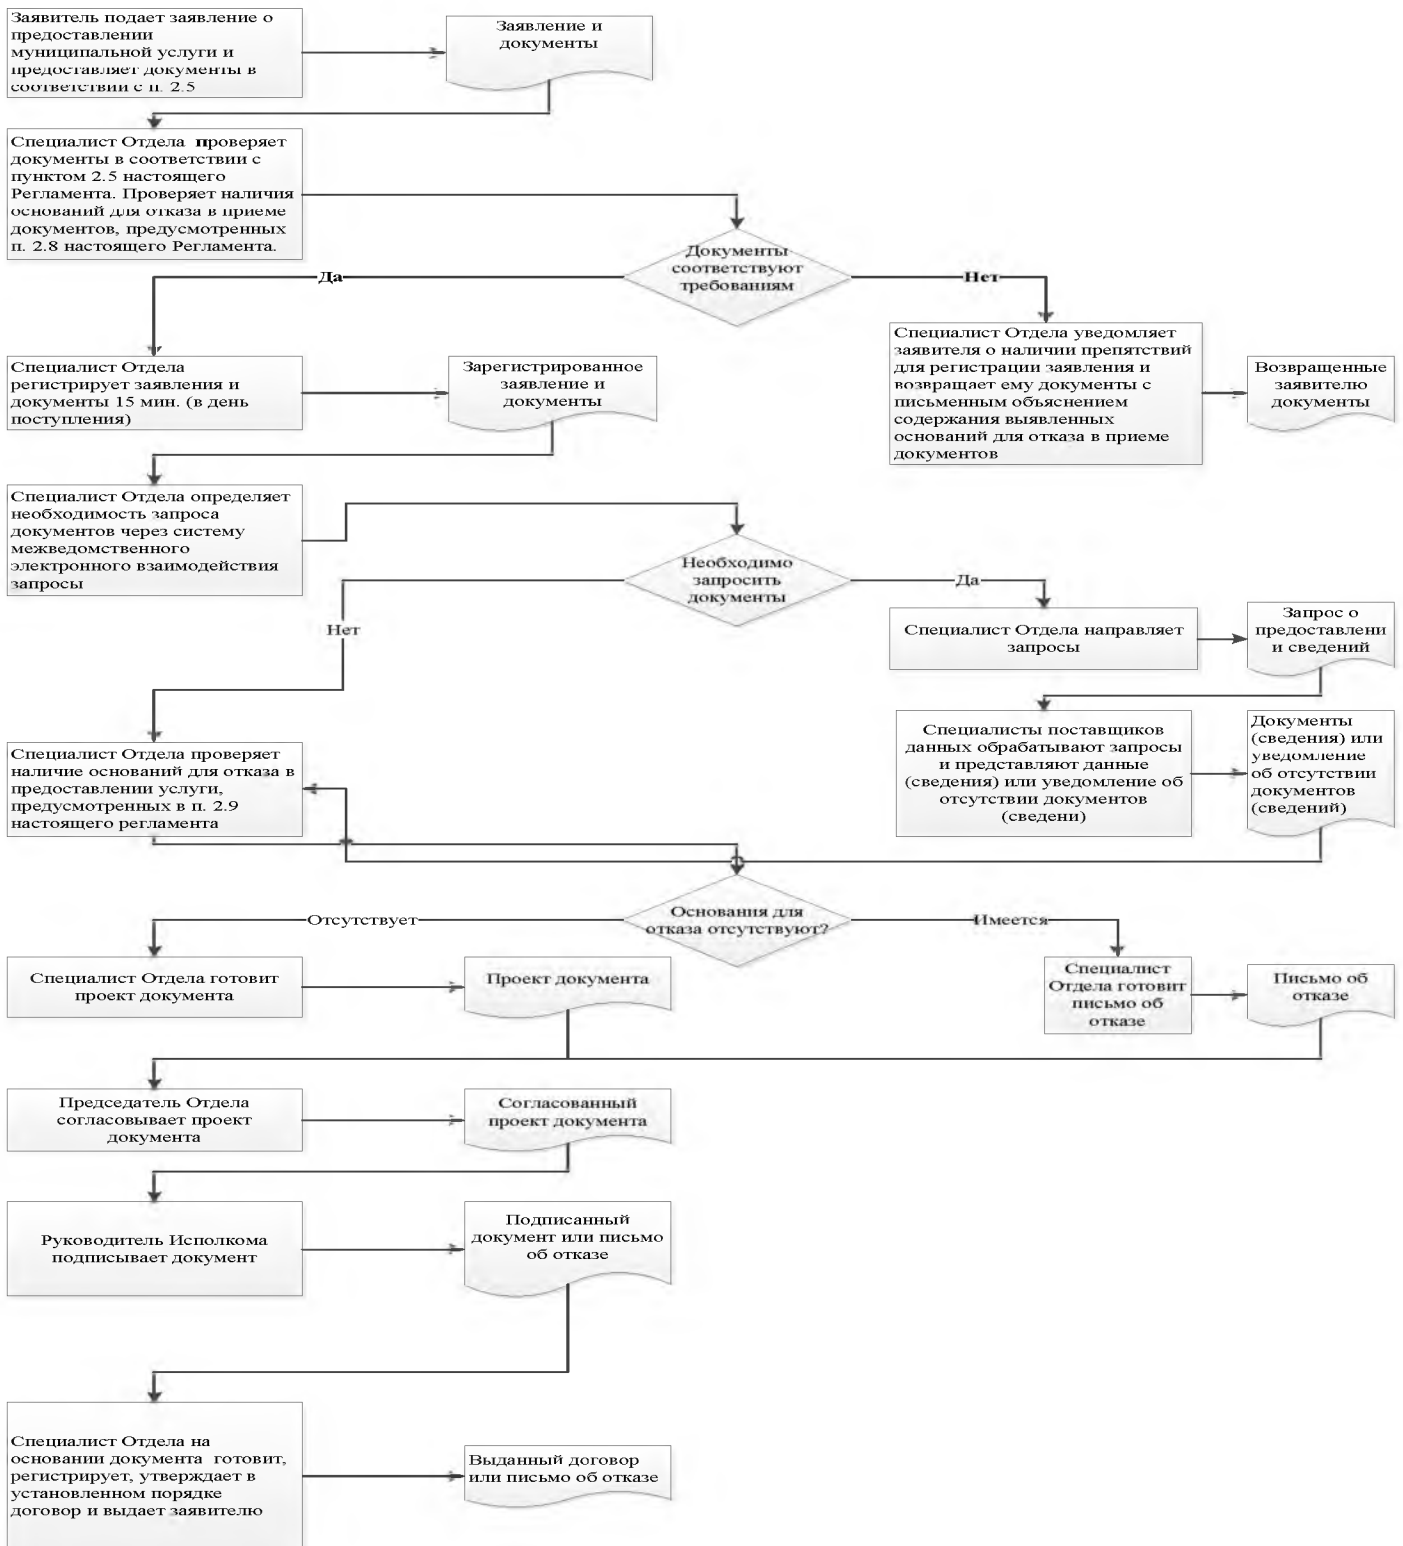 Заявитель подает заявление о
предоставлении
муниципальной услуги и
предоставляет документы в
соответствии с п. 2.5
Заявление и
документы
Специалист Отдела проверяет
документы в соответствии с
пунктом 2.5 настоящего
Регламента. Проверяет наличия
оснований для отказа в приеме
документов, предусмотренных
п. 2.8 настоящего Регламента.
Документы
соответствуют
требованиям
Да
Нет
Специалист Отдела
регистрирует заявления и
документы 15 мин. (в день
поступления)
Зарегистрированное
заявление и
документы
Специалист Отдела уведомляет
заявителя о наличии препятствий
для регистрации заявления и
возвращает ему документы с
письменным объяснением
содержания выявленных
оснований для отказа в приеме
документов
Возвращенные
заявителю
документы
Специалист Отдела определяет
необходимость запроса
документов через систему
межведомственного
электронного взаимодействия
запросы
Необходимо
запросить
документы
Да
Нет
Специалист Отдела направляет
запросы
Запрос о
предоставлени
и сведений
Специалисты поставщиков
данных обрабатывают запросы
и представляют данные
(сведения) или уведомление об
отсутствии документов
(сведени)
Документы
(сведения) или
уведомление
об отсутствии
документов
(сведений)
Специалист Отдела проверяет
наличие оснований для отказа в
предоставлении услуги,
предусмотренных в п. 2.9
настоящего регламента
Основания для
отказа отсутствуют?
Отсутствует
Имеется
Специалист Отдела готовит
проект документа
Проект документа
Специалист
Отдела готовит
письмо об
отказе
Письмо об
отказе
Председатель Отдела
согласовывает проект
документа
Согласованный
проект документа
Руководитель Исполкома
подписывает документ
Подписанный
документ или письмо
об отказе
Специалист Отдела на
основании документа готовит,
регистрирует, утверждает в
установленном порядке
договор и выдает заявителю
Выданный договор
или письмо об отказе